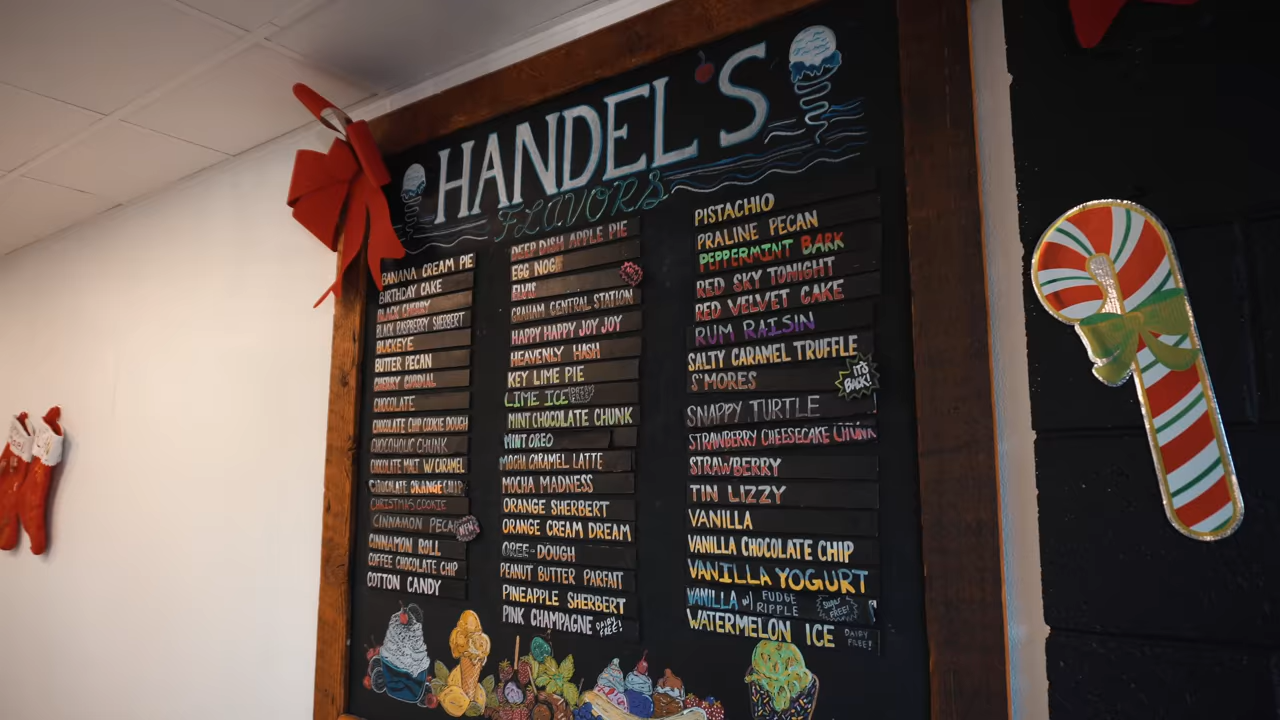 HANDEL'S
FLAVORS
BANANA CREAM PIE
BIRTHDAY CAKE
BLACK CHERRY
BLACK RASPBERRY SHERBERT
BUCKEYE
BUTTER PECAN
CHERRY CORDIAL
CHOCOLATE
CHOCOLATE CHIP COOKIE DOUGH
CHOCOHOLIC CHUNK
CHOCOLATE MALT W/CARAMEL
CHOCOLATE ORANGE CHIP
CHRISTMAS COOKIE
CINNAMON PECA
NEW
CINNAMON ROLL
COFFEE CHOCOLATE CHIP
COTTON CANDY
DEEP DISH APPLE PIE
EGG NOG
ELVIS
GRAHAM CENTRAL STATION
HAPPY HAPPY JOY JOY
HEAVENLY HASH
KEY LIME PIE
LIME ICE DAIRY FREE!
MINT CHOCOLATE CHUNK
MINT OREO
MOCHA CARAMEL LATTE
MOCHA MADNESS
ORANGE SHERBERT
ORANGE CREAM DREAM
OREE-DOUGH
PEANUT BUTTER PARFAIT
PINEAPPLE SHERBERT
PINK CHAMPAGNE DAIRY FREE!
PISTACHIO
PRALINE PECAN
PEPPERMINT BARK
RED SKY TONIGHT
RED VELVET CAKE
RUM RAISIN
SALTY CARAMEL TRUFFLE
S'MORES
IT'S BACK!
SNAPPY TURTLE
STRAWBERRY CHEESECAKE CHUNK
STRAWBERRY
TIN LIZZY
VANILLA
VANILLA CHOCOLATE CHIP
VANILLA YOGURT
VANILLA W/ FUDGE RIPPLE SUGAR FREE!
WATERMELON ICE DAIRY FREE!